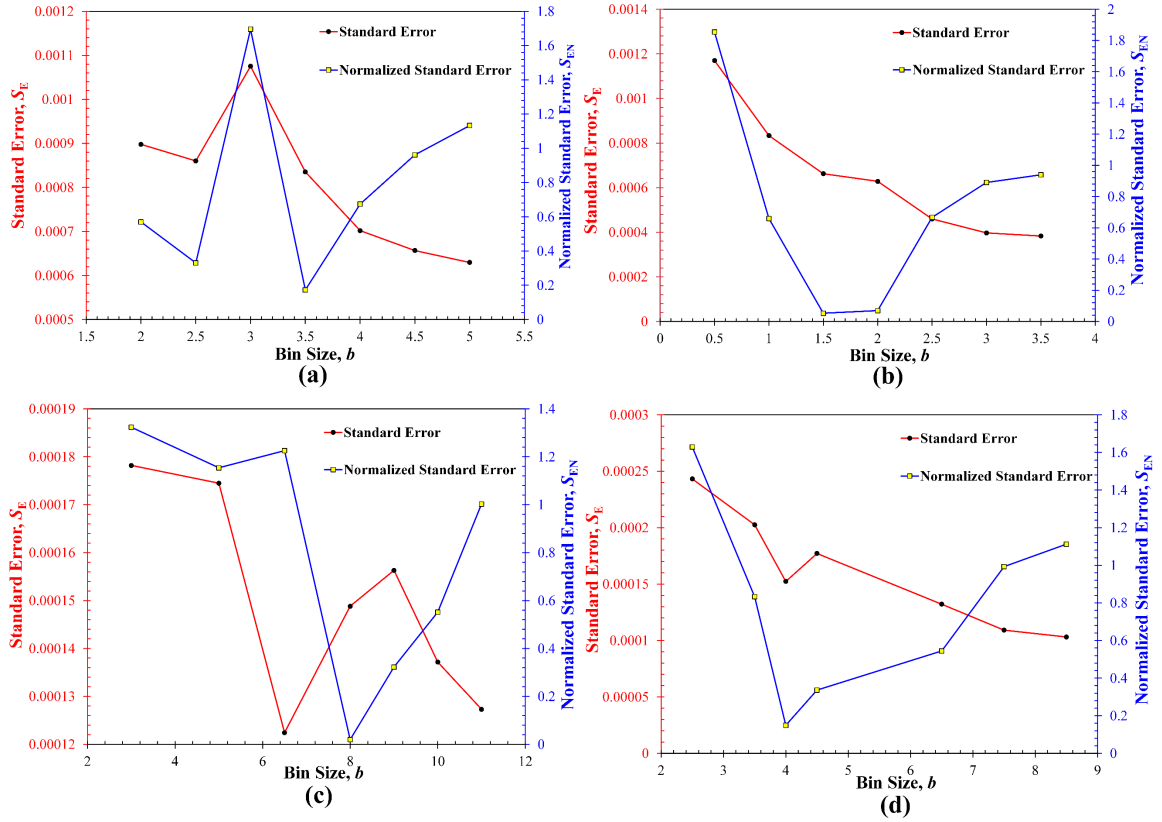 0.0012
0.0011
0.001
0.0009
0.0008
0.0007
0.0006
0.0005
Standard Error, SE
1.8
1.6
1.4
1.2
1
0.8
0.6
0.4
0.2
0
Normalized Standard Error, SEN
Standard Error
Normalized Standard Error
1.5 2 2.5 3 3.5 4 4.5 5 5.5
Bin Size, b
(a)
0.0014
0.0012
0.001
0.0008
0.0006
0.0004
0.0002
0
Standard Error, SE
2
1.8
1.6
1.4
1.2
1
0.8
0.6
0.4
0.2
0
Normalized Standard Error, SEN
Standard Error
Normalized Standard Error
0 0.5 1 1.5 2 2.5 3 3.5 4
Bin Size, b
(b)
0.00019
0.00018
0.00017
0.00016
0.00015
0.00014
0.00013
0.00012
Standard Error, SE
1.4
1.2
1
0.8
0.6
0.4
0.2
0
Normalized Standard Error, SEN
Standard Error
Normalized Standard Error
2 4 6 8 10 12
Bin Size, b
(c)
0.0003
0.00025
0.0002
0.00015
0.0001
0.00005
0
Standard Error, SE
1.8
1.6
1.4
1.2
1
0.8
0.6
0.4
0.2
0
Normalized Standard Error, SEN
Standard Error
Normalized Standard Error
2 3 4 5 6 7 8 9
Bin Size, b
(d)